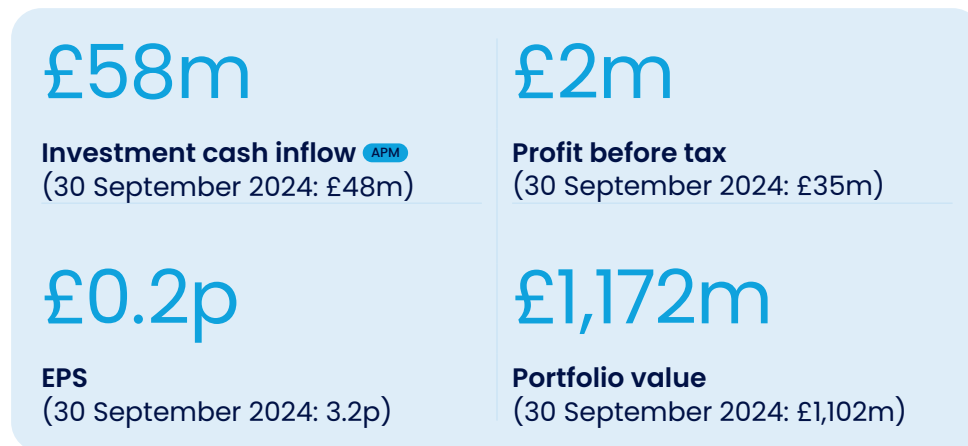 £58m
Investment cash inflow APM
(30 September 2024: £48m)
£2m
Profit before tax
(30 September 2024: £35m)
£0.2p
EPS
(30 September 2024: 3.2p)
£1,172m
Portfolio value
(30 September 2024: £1,102m)